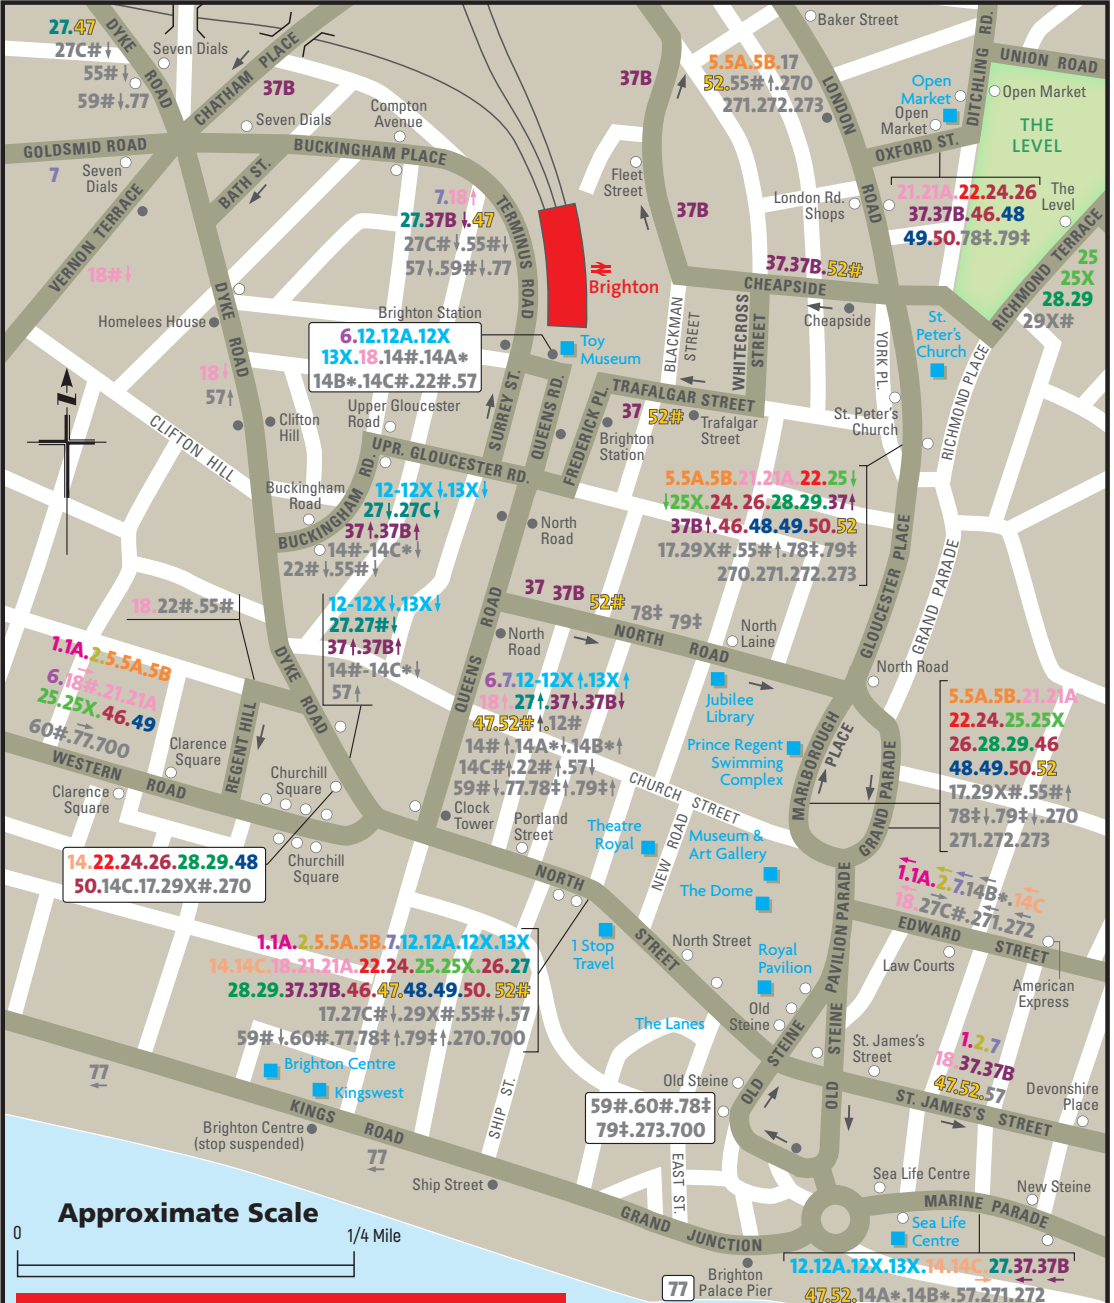 27.47
27C#↓
55#↓
59#↓.77
DYKE ROAD
Seven Dials
CHATHAM PLACE
37B
Seven Dials
Compton
Avenue
GOLDSMID ROAD
7
Seven
Dials
BUCKINGHAM PLACE
BATH ST.
VERNON TERRACE
18#↓
7.18↑
27.37B↓.47
27C#↓.55#↓
57↓.59#↓.77
TERMINUS ROAD
Brighton
37B
Fleet
Street
37B
Baker Street
5.5A.5B.17
52.55#↑.270
271.272.273
LONDON ROAD
Open
Market
Open
Market
DITCHLING RD.
UNION ROAD
Open Market
THE
LEVEL
OXFORD ST.
21.21A.22.24.26
37.37B.46.48
49.50.78‡.79‡
The
Level
London Rd.
Shops
RICHMOND TERRACE
25
25X
28.29
29X#
37.37B.52#
CHEAPSIDE
Cheapside
St.
Peter's
Church
Homelees House
DYKE ROAD
Brighton Station
6.12.12A.12X
13X.18.14#.14A*
14B*.14C#.22#.57
Toy
Museum
BLACKMAN STREET
WHITECROSS STREET
YORK PL.
RICHMOND PLACE
18↓
57↑
Clifton
Hill
CLIFTON HILL
Upper Gloucester
Road
SURREY ST.
QUEENS RD.
FREDERICK PL.
TRAFALGAR STREET
37
52#
Trafalgar
Street
Brighton
Station
St. Peter's
Church
UPR. GLOUCESTER RD.
Buckingham
Road
BUCKINGHAM RD.
12-12X↓.13X↓
27↓.27C↓
37↑.37B↑
14#-14C*↓
22#↓.55#↓
North
Road
5.5A.5B.21.21A.22.25↓
↓25X.24. 26.28.29.37↑
37B↑.46.48.49.50.52
17.29X#.55#↑.78‡.79‡
270.271.272.273
GLOUCESTER PLACE
GRAND PARADE
18.22#.55#
12-12X↓.13X↓
27.27#↓
37↑.37B↑
14#-14C*↓
57↑
37 37B 52# 78‡ 79‡
North
Road
NORTH ROAD
North
Laine
North Road
1.1A.2.5.5A.5B
6.18#.21.21A
25.25X.46.49
60#.77.700
DYKE ROAD
QUEENS ROAD
6.7.12-12X↑.13X↑
18↑.27↑.37↓.37B↓
47.52#↑.12#
14#↑.14A*↓.14B*↑
14C#↑.22#↑.57↓
59#↓.77.78‡↑.79‡↑
Jubilee
Library
Prince Regent
Swimming
Complex
MARLBOROUGH PLACE
GRAND PARADE
5.5A.5B.21.21A
22.24.25.25X
26.28.29.46
48.49.50.52
17.29X#.55#↑
78‡↓.79‡↓.270
271.272.273
WESTERN ROAD
Clarence
Square
Clarence
Square
REGENT HILL
Churchill
Square
Churchill
Square
Clock
Tower
Portland
Street
CHURCH STREET
NEW ROAD
Theatre
Royal
Museum &
Art Gallery
The Dome
14.22.24.26.28.29.48
50.14C.17.29X#.270
NORTH STREET
1.1A.2.7.14B*.14C
18.27C#.271.272
EDWARD STREET
Law Courts
American
Express
1.1A.2.5.5A.5B.7.12.12A.12X.13X
14.14C.18.21.21A.22.24.25.25X.26.27
28.29.37.37B.46.47.48.49.50. 52#
17.27C#↓.29X#.55#↓.57
59#↓.60#.77.78‡↑.79‡↑.270.700
1 Stop
Travel
North Street
Royal
Pavilion
Old
Steine
OLD STEINE
OLD STEINE PAVILION PARADE
The Lanes
St. James's
Street
1.2.7
18.37.37B
47.52.57
ST. JAMES'S STREET
Devonshire
Place
77
Brighton Centre
Kingswest
KINGS ROAD
Brighton Centre
(stop suspended)
77
SHIP ST.
Ship Street
Old Steine
59#.60#.78‡
79‡.273.700
EAST ST.
GRAND JUNCTION
Sea Life Centre
New Steine
MARINE PARADE
Sea Life
Centre
Approximate Scale
0
1/4 Mile
77
Brighton
Palace Pier
12.12A.12X.13X.14.14C.27.37.37B
47.52.14A*.14B*.57.271.272